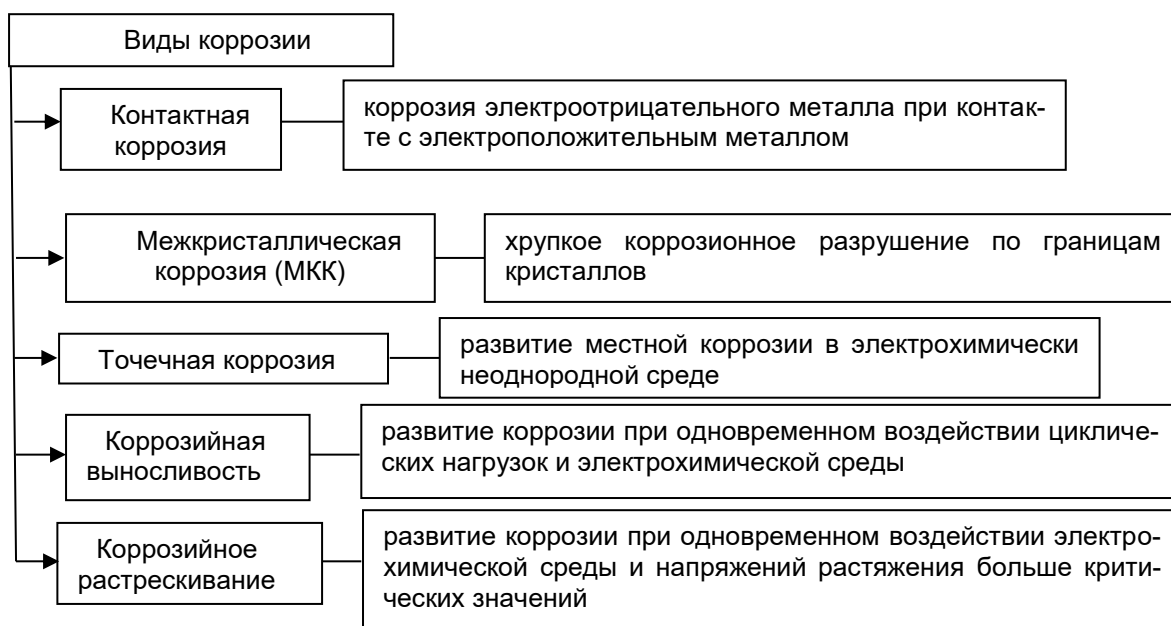 Виды коррозии
Контактная
коррозия
коррозия электроотрицательного металла при контак-
те с электроположительным металлом
Межкристаллическая
коррозия (МКК)
хрупкое коррозионное разрушение по границам
кристаллов
Точечная коррозия
развитие местной коррозии в электрохимически
неоднородной среде
Коррозийная
выносливость
развитие коррозии при одновременном воздействии цикличе-
ских нагрузок и электрохимической среды
Коррозийное
растрескивание
развитие коррозии при одновременном воздействии электро-
химической среды и напряжений растяжения больше крити-
ческих значений